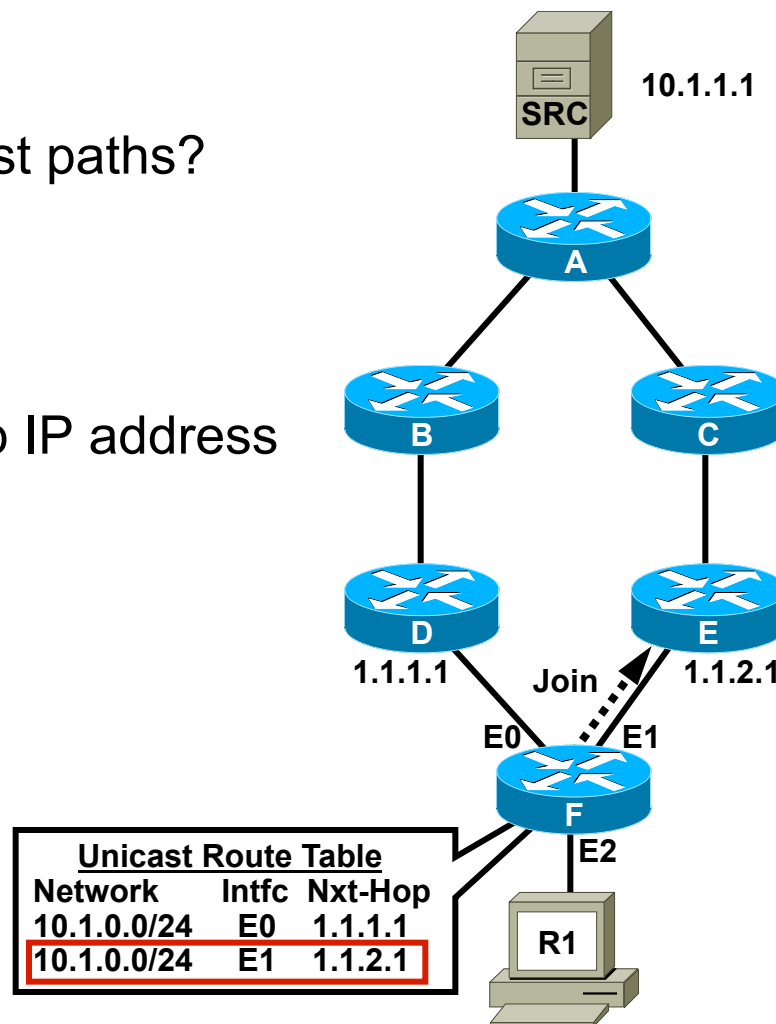 10.1.1.1
SRC
st paths?
A
o IP address
B
C
D
E
1.1.1.1
Join
1.1.2.1
E0
E1
F
E2
Unicast Route Table
Network Intfc Nxt-Hop
10.1.0.0/24 E0 1.1.1.1
10.1.0.0/24 E1 1.1.2.1
R1